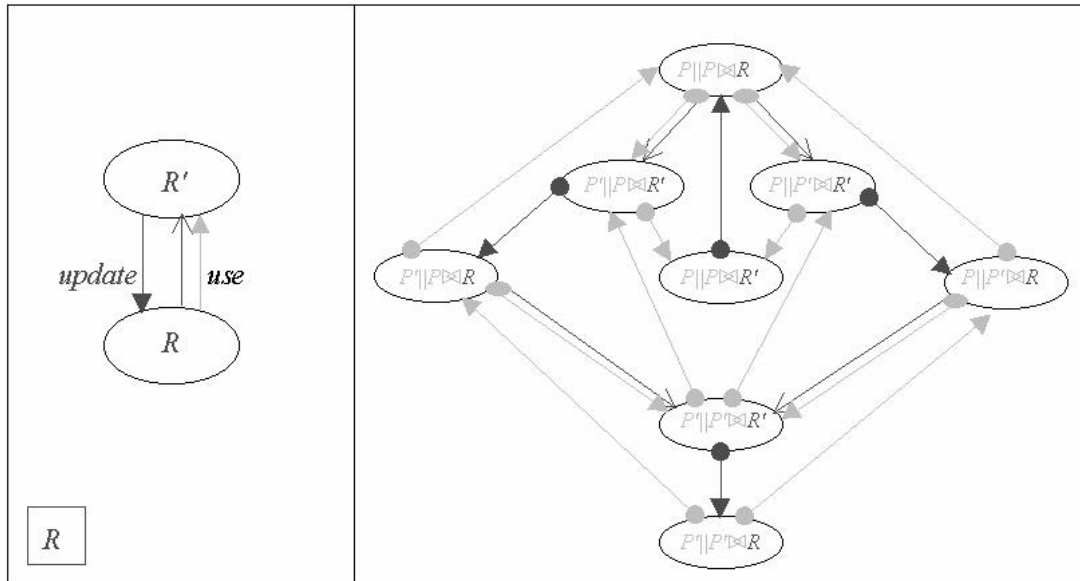 R'
update use
R
R
P||P⋈R
P'||P⋈R' P||P'⋈R'
P'||P⋈R P||P⋈R' P||P'⋈R
P'||P'⋈R'
P'||P'⋈R